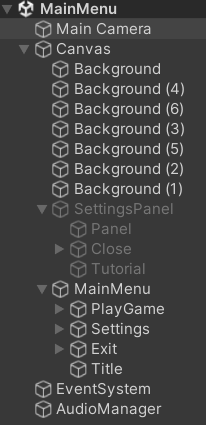 MainMenu
Main Camera
Canvas
Background
Background (4)
Background (6)
Background (3)
Background (5)
Background (2)
Background (1)
SettingsPanel
Panel
Close
Tutorial
MainMenu
PlayGame
Settings
Exit
Title
EventSystem
AudioManager